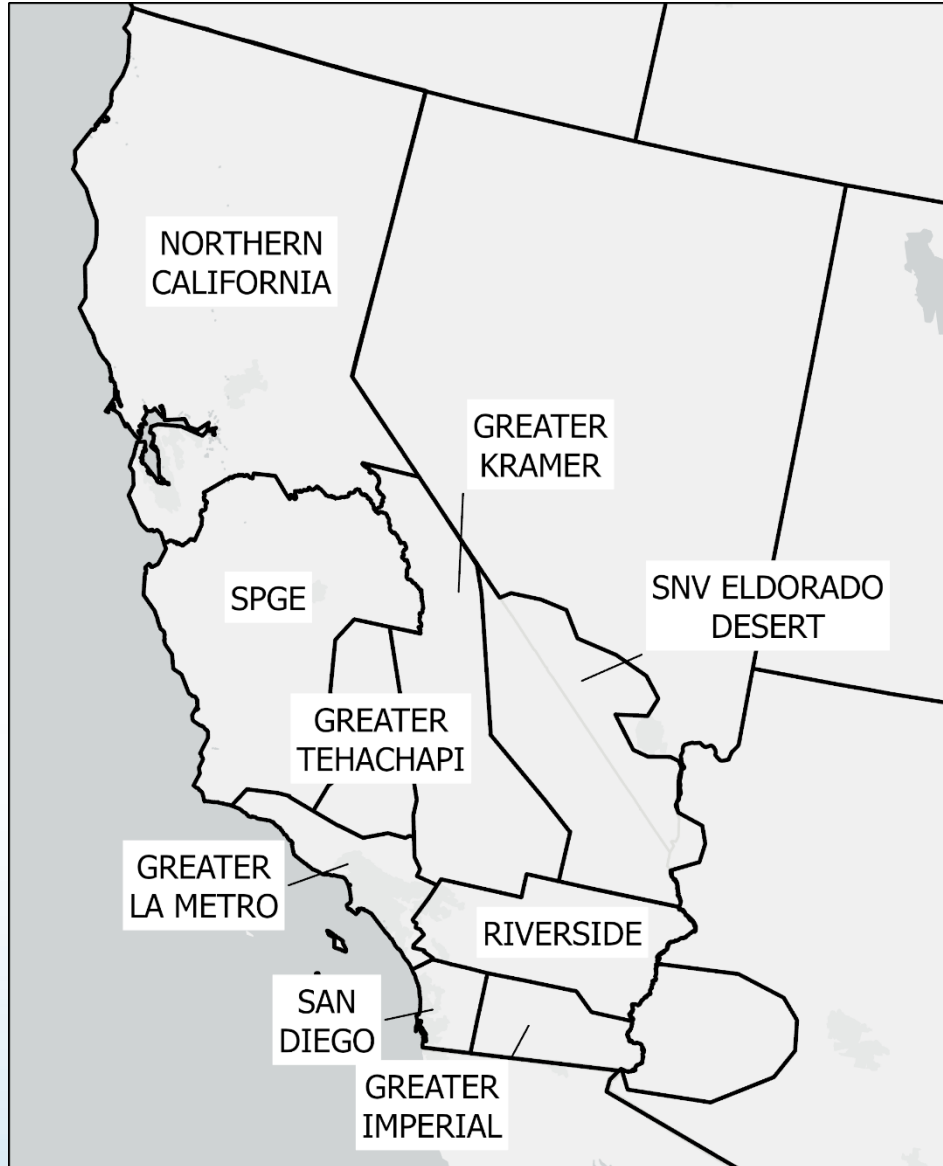 NORTHERN
CALIFORNIA
GREATER
KRAMER
SPGE
SNV ELDORADO
DESERT
GREATER
TEHACHAPI
GREATER
LA METRO
RIVERSIDE
SAN
DIEGO
GREATER
IMPERIAL